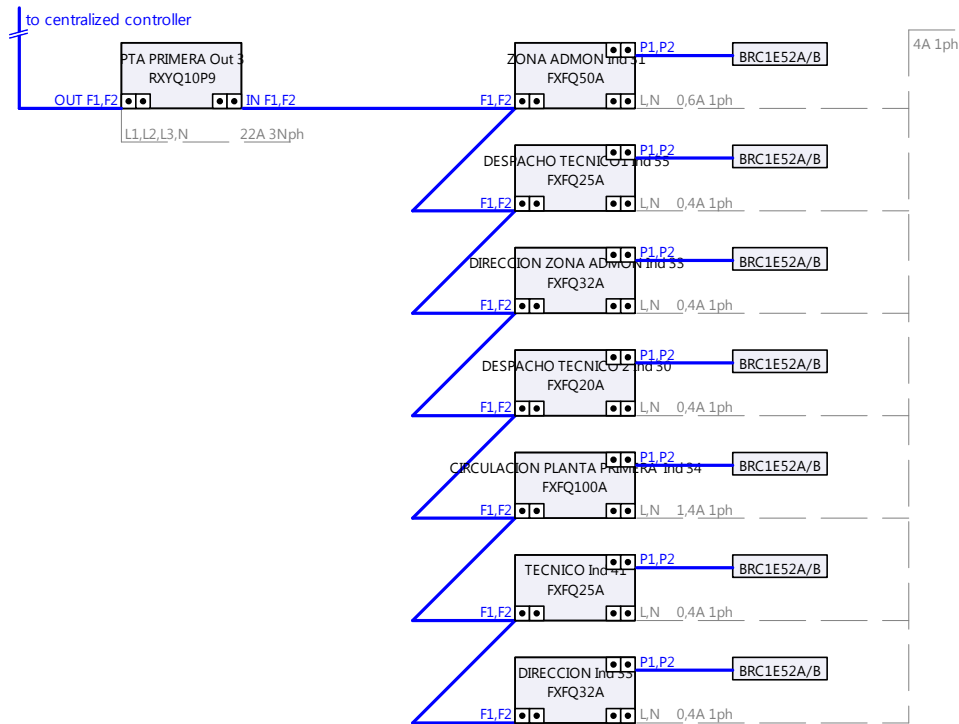 to centralized controller
4A 1ph
PTA PRIMERA Out 3
RXYQ10P9
OUT F1,F2
IN F1,F2
L1,L2,L3,N 22A 3Nph
ZONA ADMON Ind 31
FXFQ50A
P1,P2
BRC1E52A/B
F1,F2
L,N 0,6A 1ph
DESPACHO TECNICO1 Ind 35
FXFQ25A
P1,P2
BRC1E52A/B
F1,F2
L,N 0,4A 1ph
DIRECCION ZONA ADMON Ind 33
FXFQ32A
P1,P2
BRC1E52A/B
F1,F2
L,N 0,4A 1ph
DESPACHO TECNICO 2 Ind 30
FXFQ20A
P1,P2
BRC1E52A/B
F1,F2
L,N 0,4A 1ph
CIRCULACION PLANTA PRIMERA Ind 34
FXFQ100A
P1,P2
BRC1E52A/B
F1,F2
L,N 1,4A 1ph
TECNICO Ind 41
FXFQ25A
P1,P2
BRC1E52A/B
F1,F2
L,N 0,4A 1ph
DIRECCION Ind 33
FXFQ32A
P1,P2
BRC1E52A/B
F1,F2
L,N 0,4A 1ph